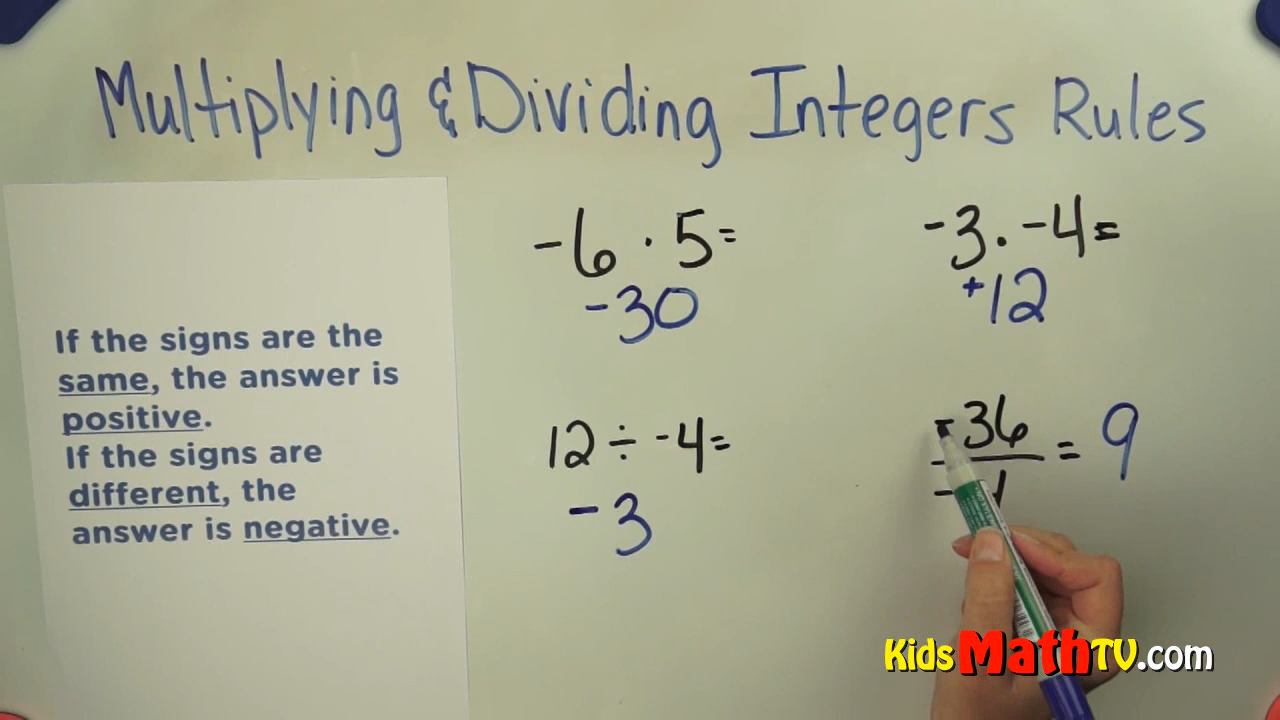 Multiplying & Dividing Integers Rules
If the signs are the
same, the answer is
positive.
If the signs are
different, the
answer is negative.
-6 · 5 =
-30
-3 · -4 =
+12
12 ÷ -4 =
-3
-36
= 9
KidsMathTV.com